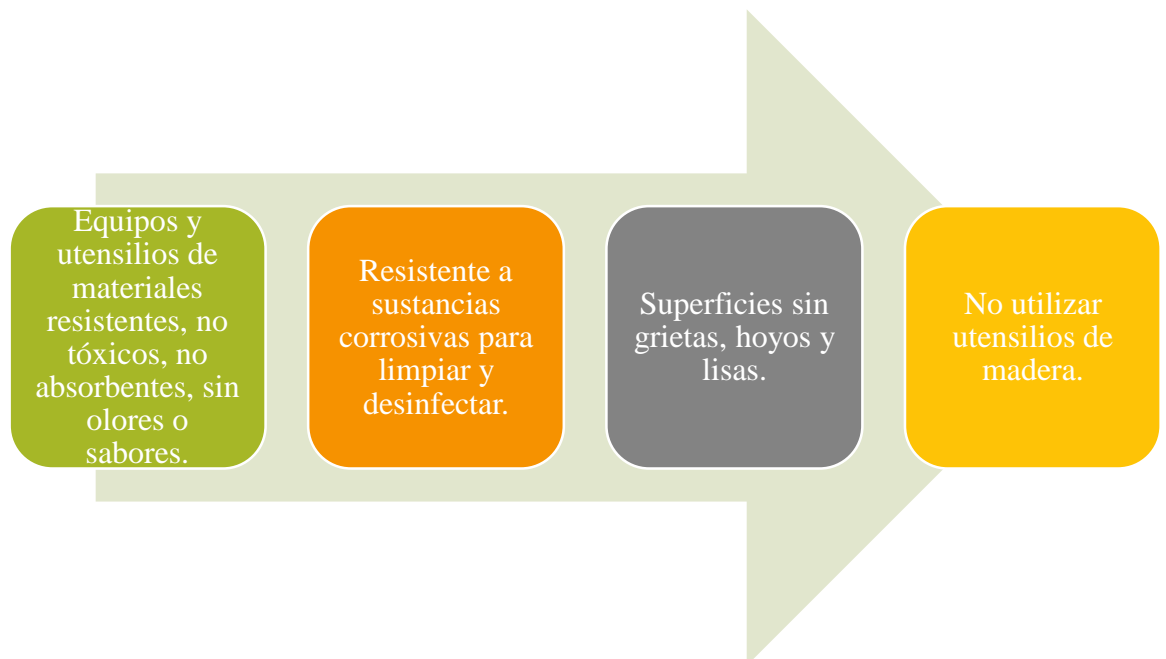 Equipos y
utensilios de
materiales
resistentes, no
tóxicos, no
absorbentes, sin
olores o
sabores.
Resistente a
sustancias
corrosivas para
limpiar y
desinfectar.
Superficies sin
grietas, hoyos y
lisas.
No utilizar
utensilios de
madera.